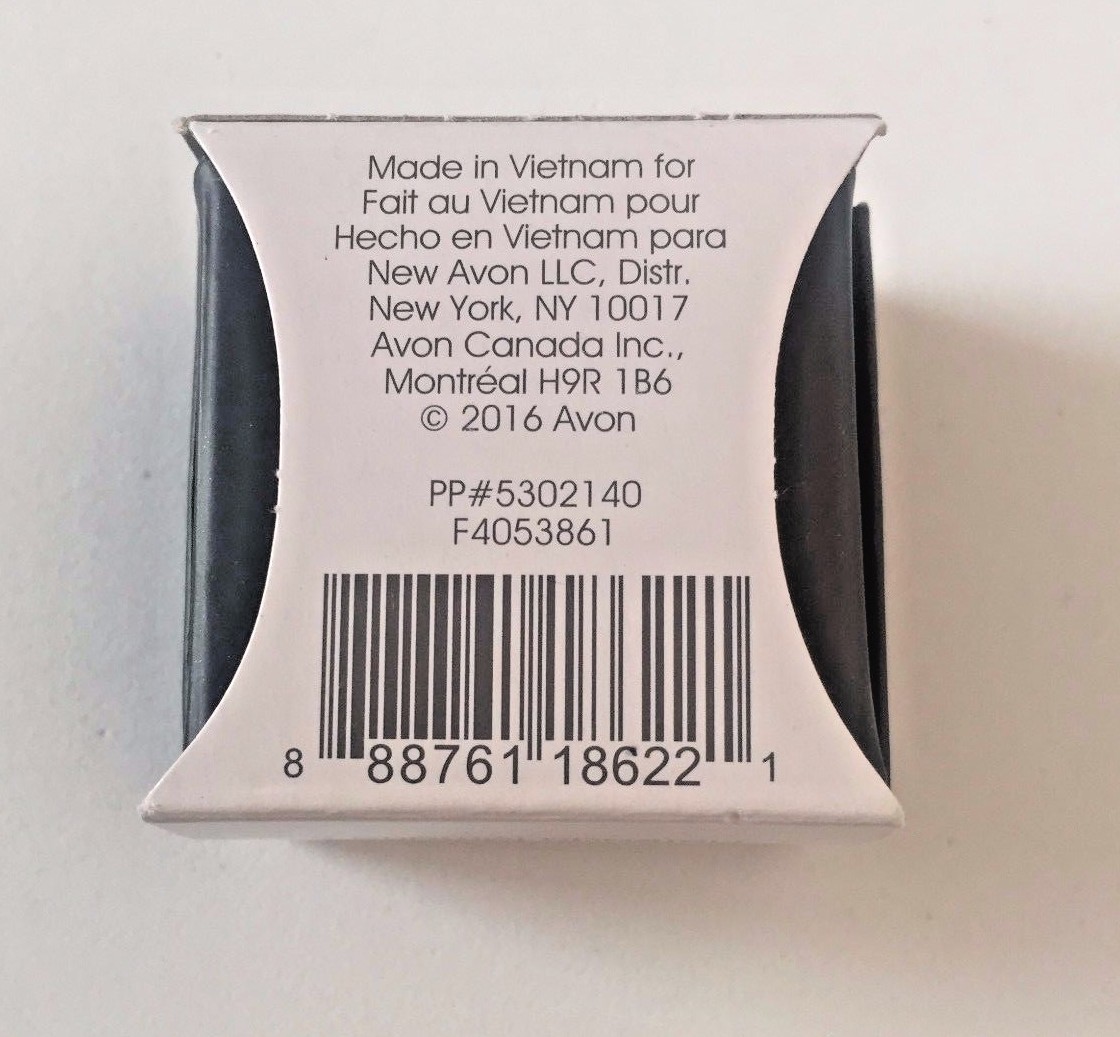 Made in Vietnam for
Fait au Vietnam pour
Hecho en Vietnam para
New Avon LLC, Distr.
New York, NY 10017
Avon Canada Inc.,
Montréal H9R 1B6
© 2016 Avon
PP#5302140
F4053861
8 88761 18622 1